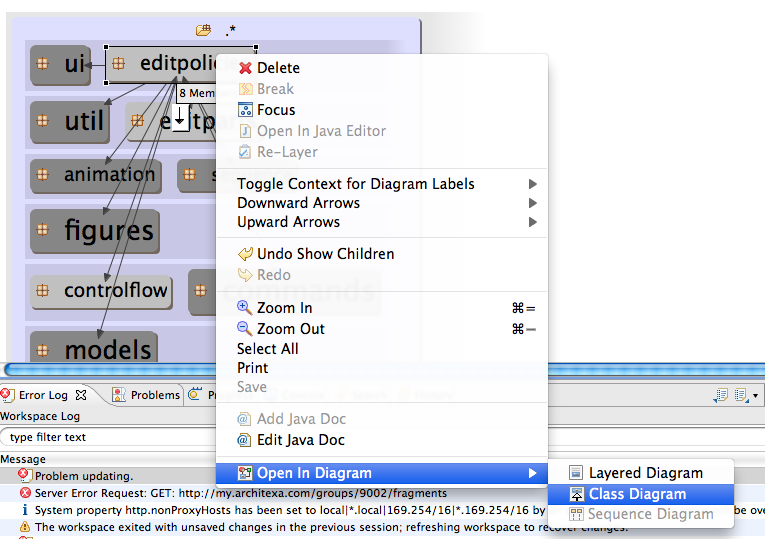 .*
ui
editpolicie
8 Mem
util
animation
figures
controlflow
commands
models
Delete
Break
Focus
Open In Java Editor
Re-Layer
Toggle Context for Diagram Labels
Downward Arrows
Upward Arrows
Undo Show Children
Redo
Zoom In ⌘=
Zoom Out ⌘−
Select All
Print
Save
Add Java Doc
Edit Java Doc
Open In Diagram
Layered Diagram
Class Diagram
Sequence Diagram
Error Log
Problems
Workspace Log
type filter text
Message
Problem updating.
Server Error Request: GET: http://my.architexa.com/groups/9002/fragments
System property http.nonProxyHosts has been set to local|*.local|169.254/16|*.169.254/16 by
be ove
The workspace exited with unsaved changes in the previous session; refreshing workspace to recover changes.